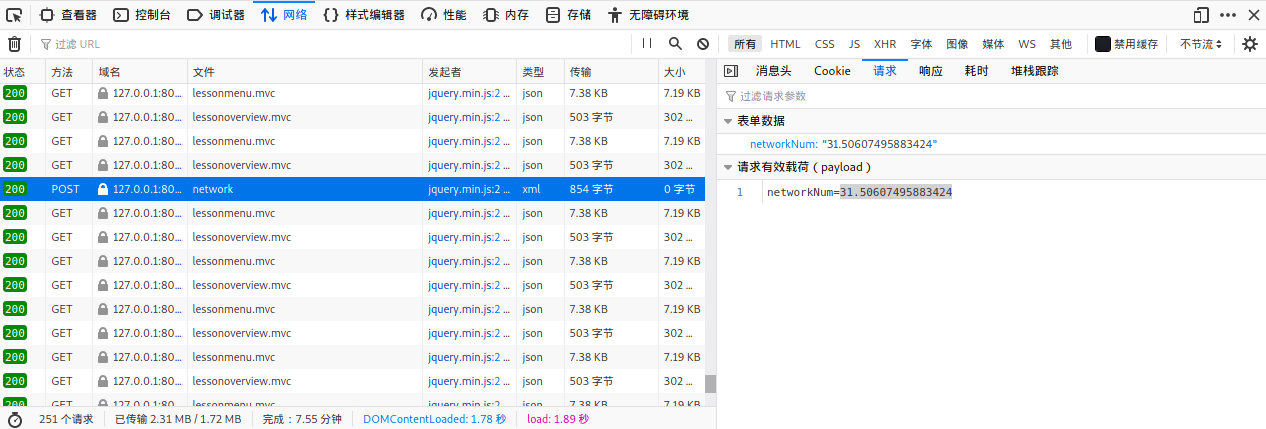 查看器 控制台 调试器 网络 {} 样式编辑器 性能 内存 存储 无障碍环境
过滤 URL 所有 HTML CSS JS XHR 字体 图像 媒体 WS 其他 禁用缓存 不节流
状态 方法 域名 文件 发起者 类型 传输 大小
200 GET 127.0.0.1:80… lessonmenu.mvc jquery.min.js:2 … json 7.38 KB 7.19 KB
200 GET 127.0.0.1:80… lessonoverview.mvc jquery.min.js:2 … json 503 字节 302 …
200 GET 127.0.0.1:80… lessonmenu.mvc jquery.min.js:2 … json 7.38 KB 7.19 KB
200 GET 127.0.0.1:80… lessonoverview.mvc jquery.min.js:2 … json 503 字节 302 …
200 POST 127.0.0.1:80… network jquery.min.js:2 … xml 854 字节 0 字节
200 GET 127.0.0.1:80… lessonmenu.mvc jquery.min.js:2 … json 7.38 KB 7.19 KB
200 GET 127.0.0.1:80… lessonoverview.mvc jquery.min.js:2 … json 503 字节 302 …
200 GET 127.0.0.1:80… lessonmenu.mvc jquery.min.js:2 … json 7.38 KB 7.19 KB
200 GET 127.0.0.1:80… lessonoverview.mvc jquery.min.js:2 … json 503 字节 302 …
200 GET 127.0.0.1:80… lessonmenu.mvc jquery.min.js:2 … json 7.38 KB 7.19 KB
200 GET 127.0.0.1:80… lessonoverview.mvc jquery.min.js:2 … json 503 字节 302 …
200 GET 127.0.0.1:80… lessonmenu.mvc jquery.min.js:2 … json 7.38 KB 7.19 KB
200 GET 127.0.0.1:80… lessonoverview.mvc jquery.min.js:2 … json 503 字节 302 …
200 GET 127.0.0.1:80… lessonmenu.mvc jquery.min.js:2 … json 7.38 KB 7.19 KB
251 个请求 已传输 2.31 MB / 1.72 MB 完成：7.55 分钟 DOMContentLoaded: 1.78 秒 load: 1.89 秒
消息头 Cookie 请求 响应 耗时 堆栈跟踪
过滤请求参数
表单数据
networkNum: "31.50607495883424"
请求有效载荷（payload）
1 networkNum=31.50607495883424